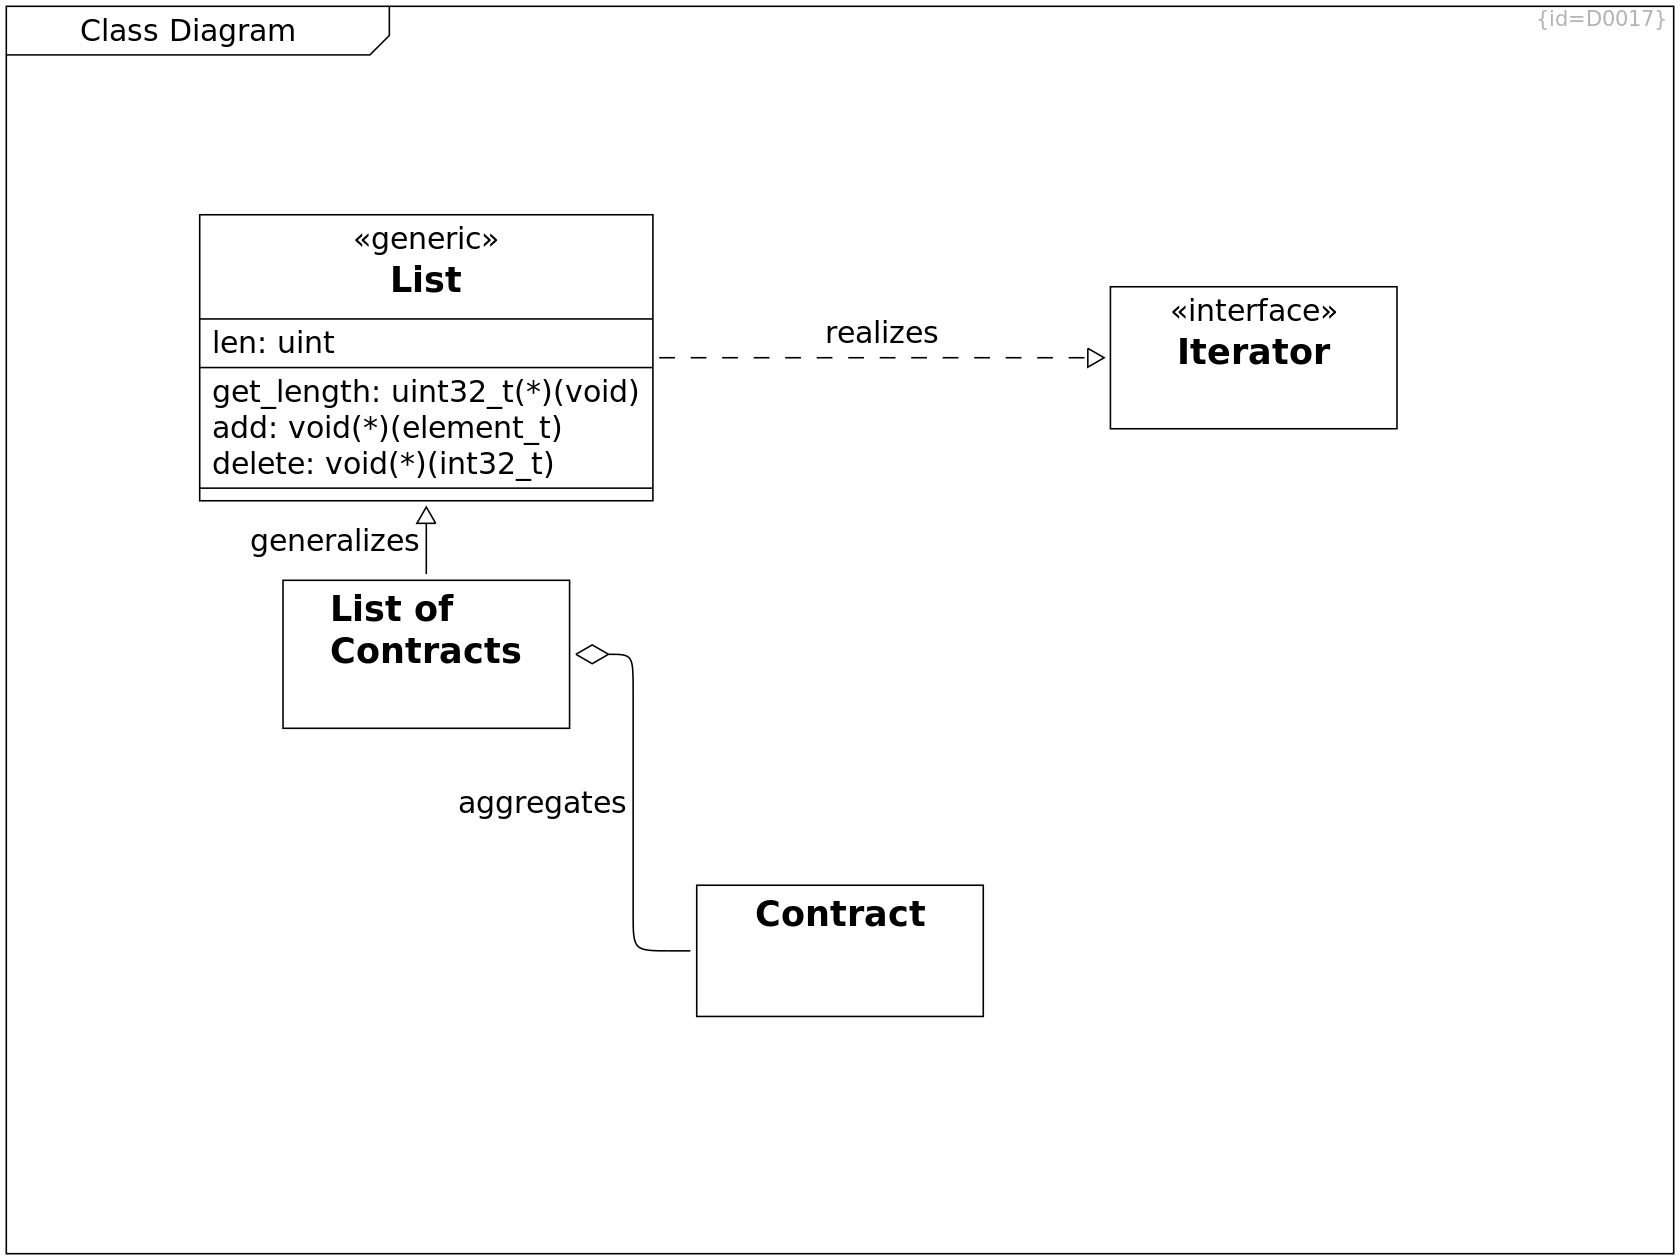 Class Diagram
{id=D0017}
«generic»
List
len: uint
get_length: uint32_t(*)(void)
add: void(*)(element_t)
delete: void(*)(int32_t)
realizes
«interface»
Iterator
generalizes
List of
Contracts
aggregates
Contract